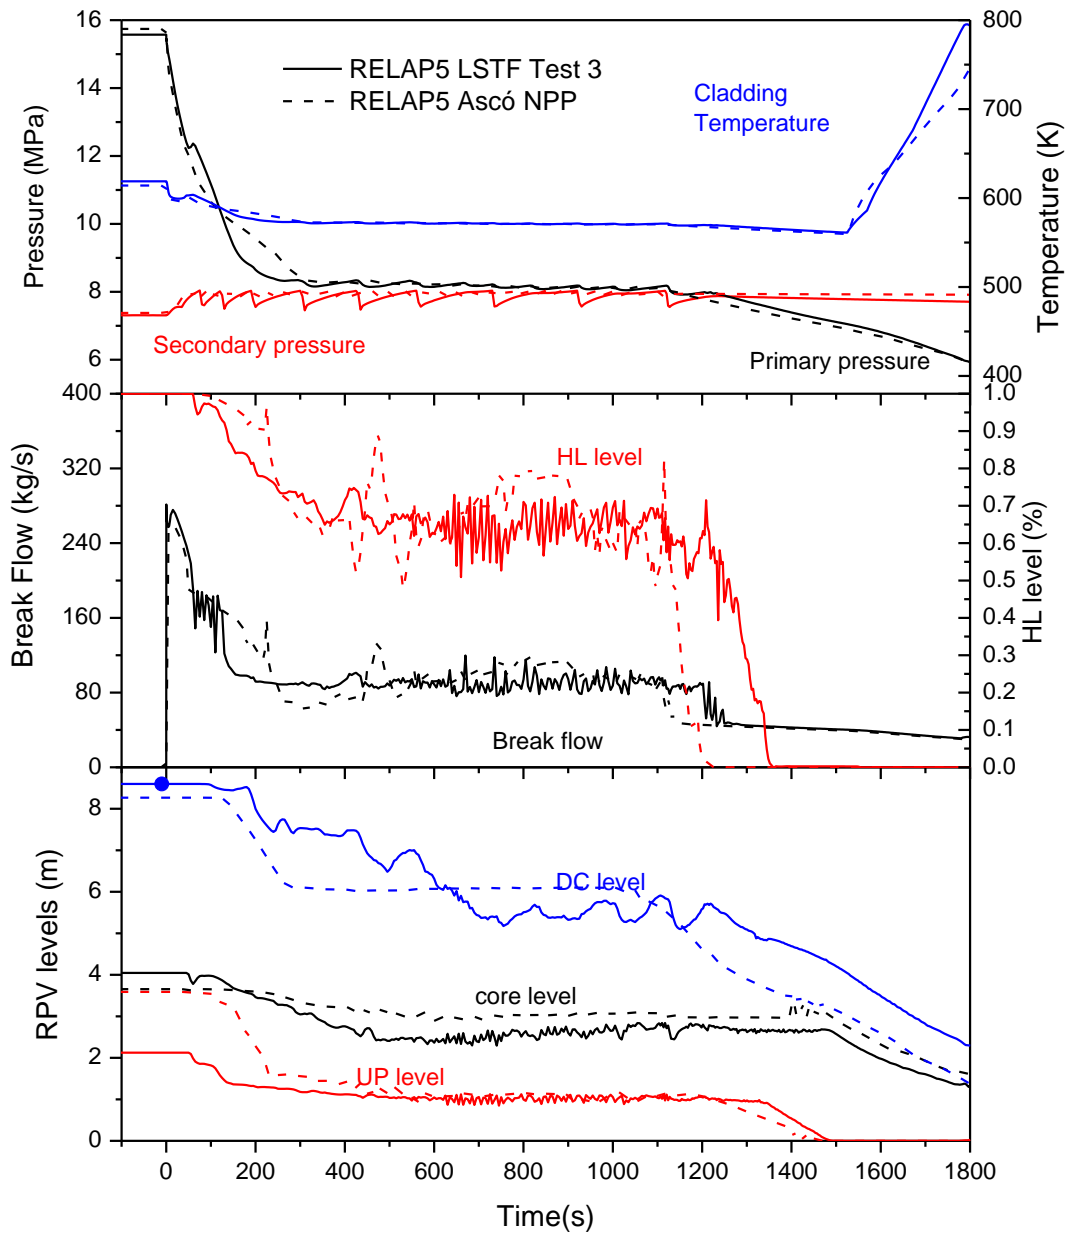 16
14
12
10
8
6
Pressure (MPa)
800
700
600
500
400
Temperature (K)
RELAP5 LSTF Test 3
RELAP5 Ascó NPP
Cladding
Temperature
Secondary pressure
Primary pressure
400
320
240
160
80
0
Break Flow (kg/s)
1.0
0.9
0.8
0.7
0.6
0.5
0.4
0.3
0.2
0.1
0.0
HL level (%)
HL level
Break flow
8
6
4
2
0
RPV levels (m)
DC level
core level
UP level
0 200 400 600 800 1000 1200 1400 1600 1800
Time(s)